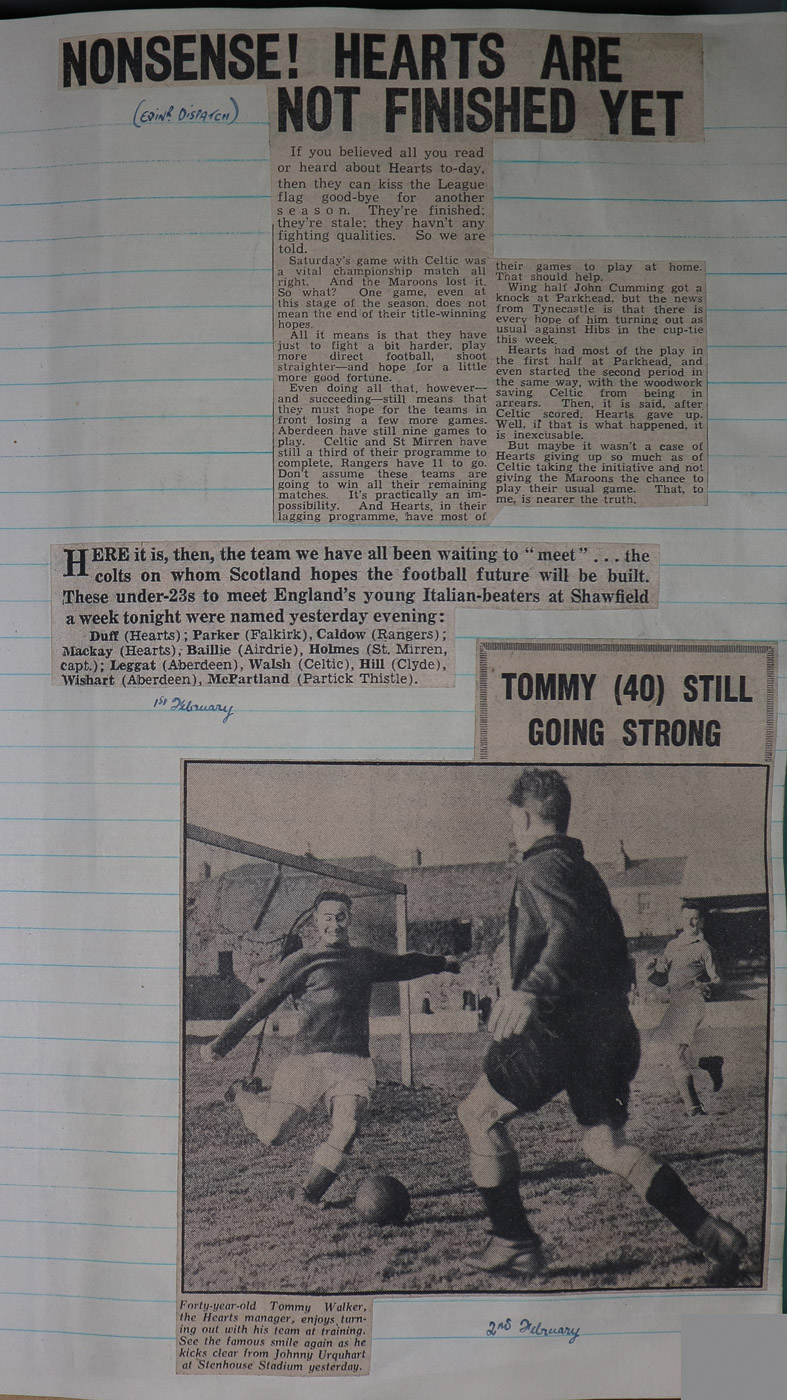 NONSENSE! HEARTS ARE
NOT FINISHED YET
(EDINR DISPATCH)
If you believed all you read
or heard about Hearts to-day,
then they can kiss the League
flag good-bye for another
season. They're finished;
they're stale; they havn't any
fighting qualities. So we are
told.
Saturday's game with Celtic was
a vital championship match all
right. And the Maroons lost it.
So what? One game, even at
this stage of the season, does not
mean the end of their title-winning
hopes.
All it means is that they have
just to fight a bit harder, play
more direct football, shoot
straighter—and hope for a little
more good fortune.
Even doing all that, however—
and succeeding—still means that
they must hope for the teams in
front losing a few more games.
Aberdeen have still nine games to
play. Celtic and St Mirren have
still a third of their programme to
complete, Rangers have 11 to go.
Don't assume these teams are
going to win all their remaining
matches. It's practically an im-
possibility. And Hearts, in their
lagging programme, have most of
their games to play at home.
That should help.
Wing half John Cumming got a
knock at Parkhead, but the news
from Tynecastle is that there is
every hope of him turning out as
usual against Hibs in the cup-tie
this week.
Hearts had most of the play in
the first half at Parkhead, and
even started the second period in
the same way, with the woodwork
saving Celtic from being in
arrears. Then, it is said, after
Celtic scored, Hearts gave up.
Well, if that is what happened, it
is inexcusable.
But maybe it wasn't a case of
Hearts giving up so much as of
Celtic taking the initiative and not
giving the Maroons the chance to
play their usual game. That, to
me, is nearer the truth.
HERE it is, then, the team we have all been waiting to "meet" . . . the
colts on whom Scotland hopes the football future will be built.
These under-23s to meet England's young Italian-beaters at Shawfield
a week tonight were named yesterday evening:
Duff (Hearts); Parker (Falkirk), Caldow (Rangers);
Mackay (Hearts), Baillie (Airdrie), Holmes (St. Mirren,
capt.); Leggat (Aberdeen), Walsh (Celtic), Hill (Clyde),
Wishart (Aberdeen), McPartland (Partick Thistle).
1st February
TOMMY (40) STILL
GOING STRONG
Forty-year-old Tommy Walker,
the Hearts manager, enjoys turn-
ing out with his team at training.
See the famous smile again as he
kicks clear from Johnny Urquhart
at Stenhouse Stadium yesterday.
2nd February